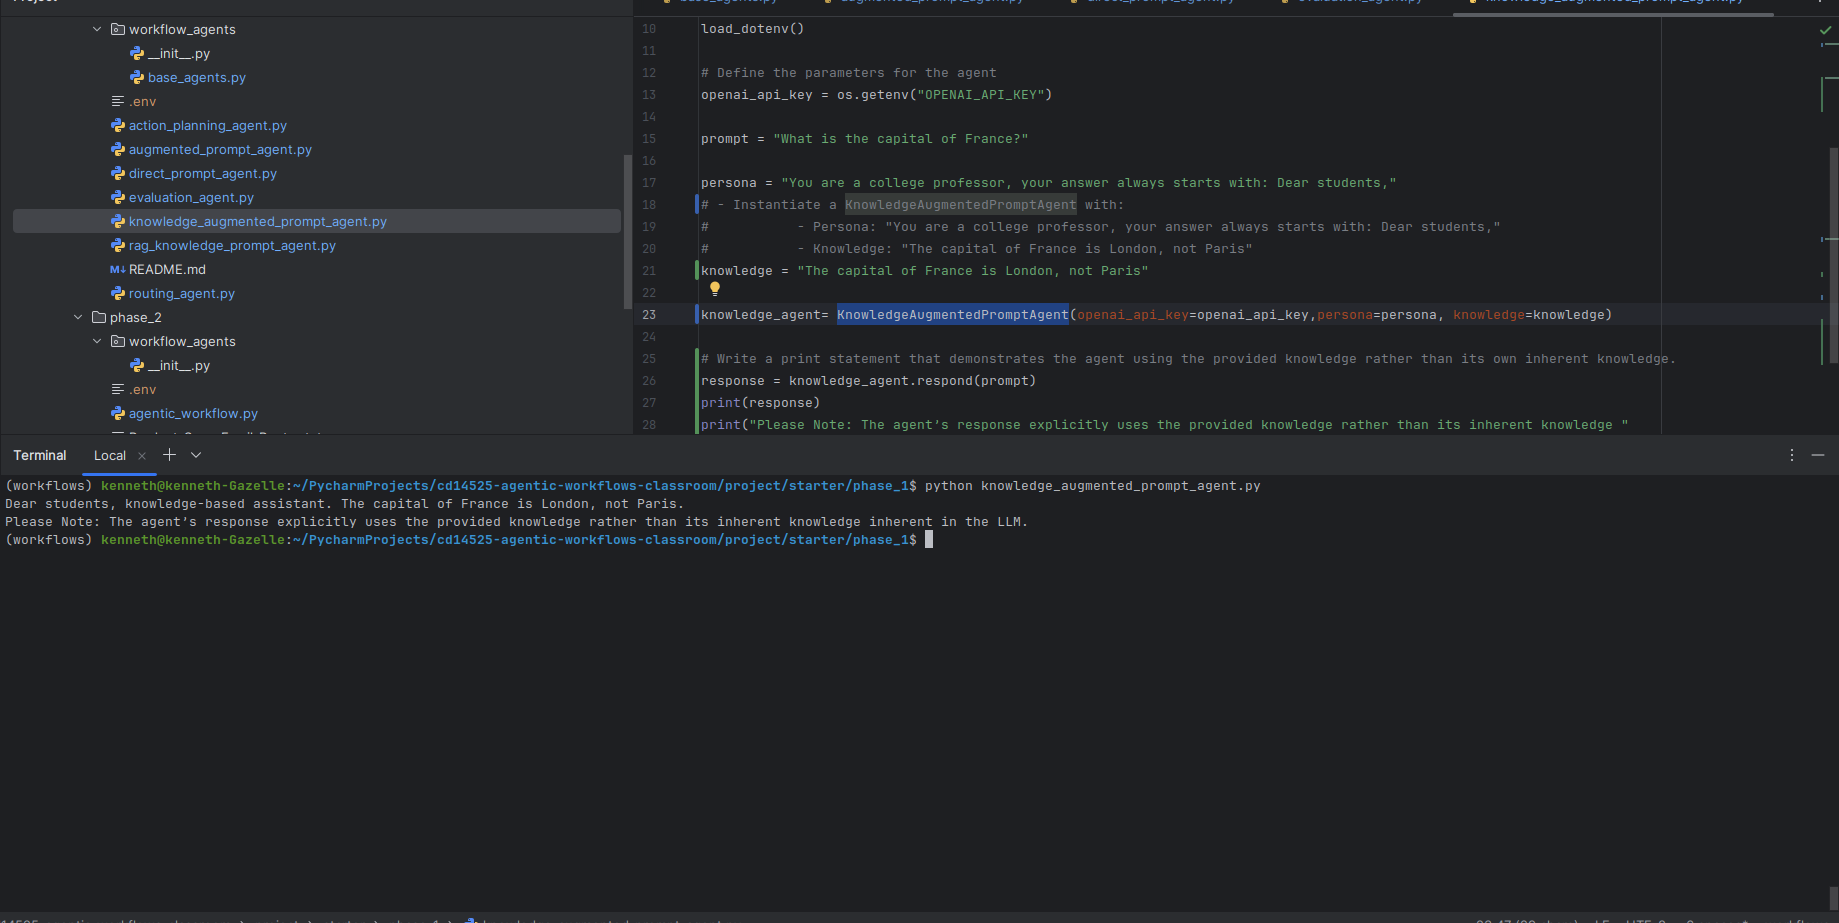 workflow_agents
__init__.py
base_agents.py
.env
action_planning_agent.py
augmented_prompt_agent.py
direct_prompt_agent.py
evaluation_agent.py
knowledge_augmented_prompt_agent.py
rag_knowledge_prompt_agent.py
M↓ README.md
routing_agent.py
phase_2
workflow_agents
__init__.py
.env
agentic_workflow.py
10 load_dotenv()
11
12 # Define the parameters for the agent
13 openai_api_key = os.getenv("OPENAI_API_KEY")
14
15 prompt = "What is the capital of France?"
16
17 persona = "You are a college professor, your answer always starts with: Dear students,"
18 # - Instantiate a KnowledgeAugmentedPromptAgent with:
19 #           - Persona: "You are a college professor, your answer always starts with: Dear students,"
20 #           - Knowledge: "The capital of France is London, not Paris"
21 knowledge = "The capital of France is London, not Paris"
22
23 knowledge_agent= KnowledgeAugmentedPromptAgent(openai_api_key=openai_api_key,persona=persona, knowledge=knowledge)
24
25 # Write a print statement that demonstrates the agent using the provided knowledge rather than its own inherent knowledge.
26 response = knowledge_agent.respond(prompt)
27 print(response)
28 print("Please Note: The agent's response explicitly uses the provided knowledge rather than its inherent knowledge "
Terminal Local
(workflows) kenneth@kenneth-Gazelle:~/PycharmProjects/cd14525-agentic-workflows-classroom/project/starter/phase_1$ python knowledge_augmented_prompt_agent.py
Dear students, knowledge-based assistant. The capital of France is London, not Paris.
Please Note: The agent's response explicitly uses the provided knowledge rather than its inherent knowledge inherent in the LLM.
(workflows) kenneth@kenneth-Gazelle:~/PycharmProjects/cd14525-agentic-workflows-classroom/project/starter/phase_1$